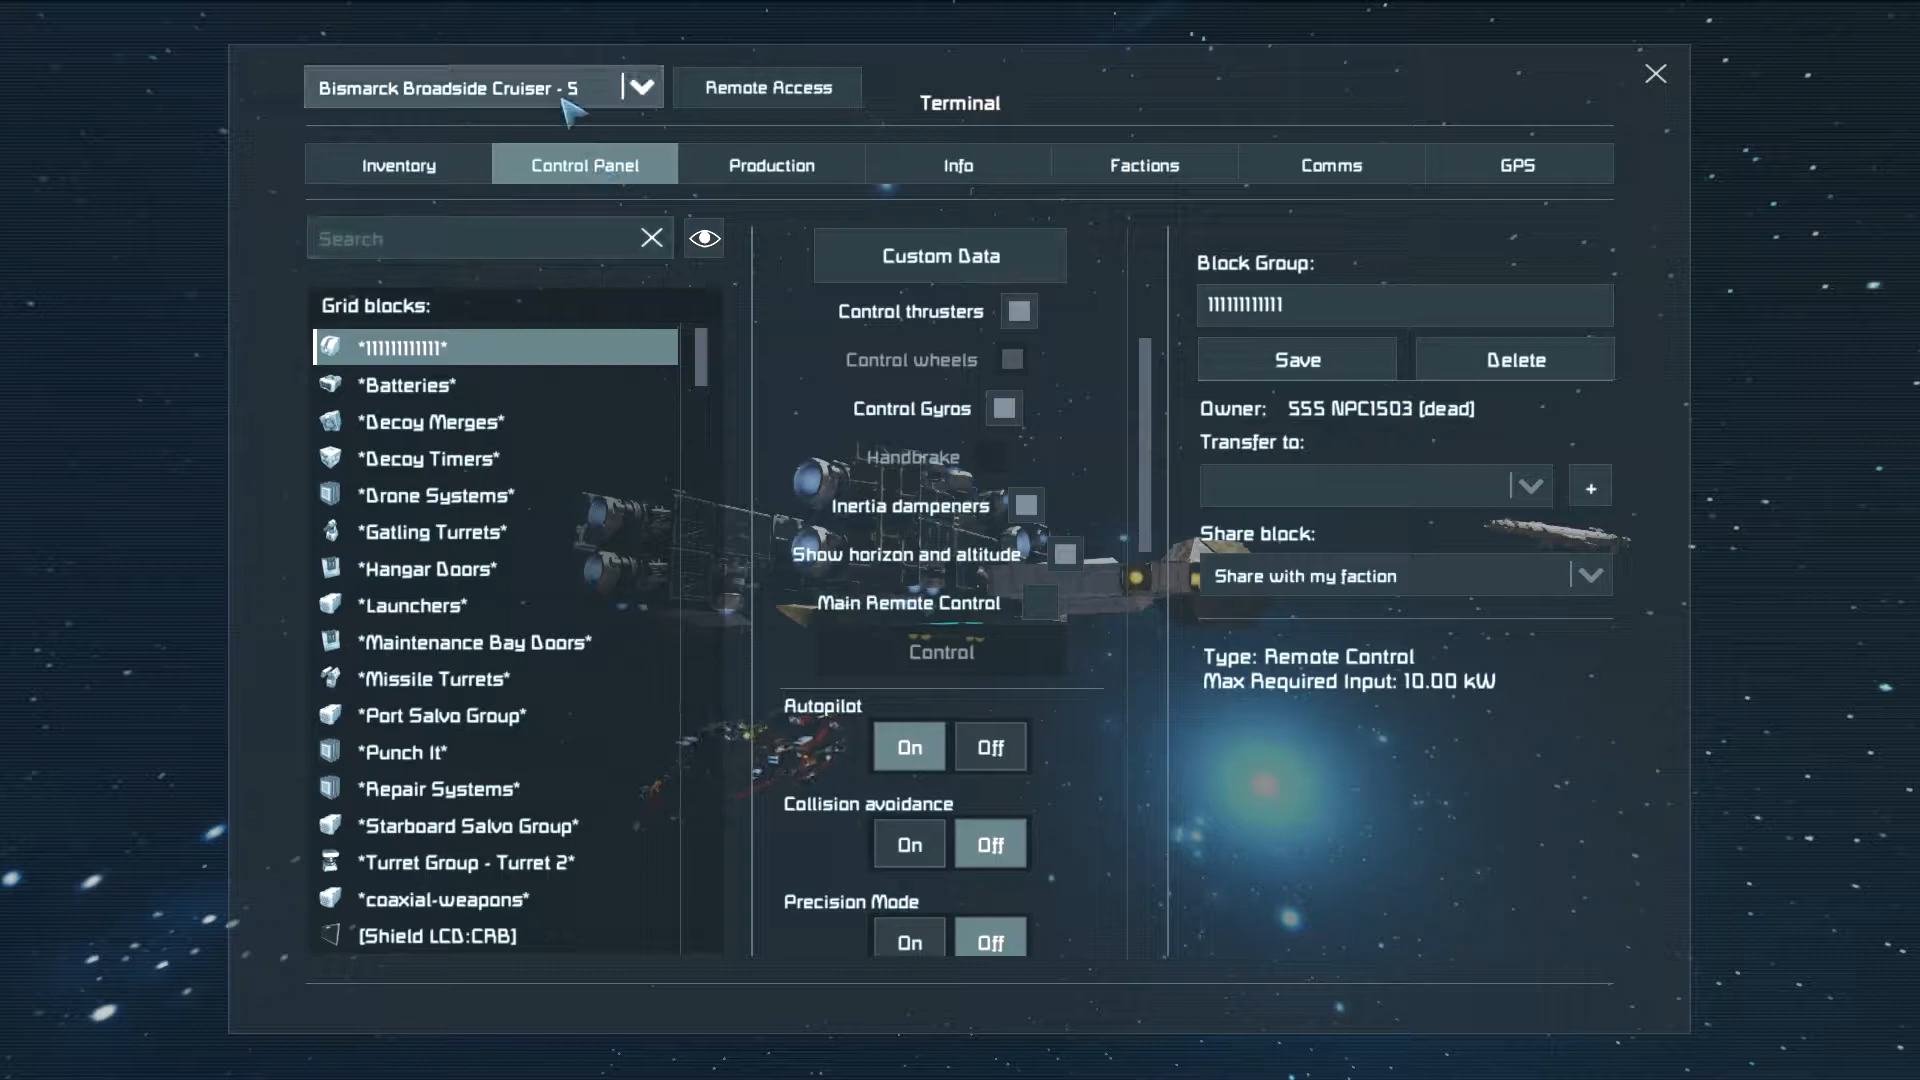 Bismarck Broadside Cruiser - S
Remote Access
Terminal
Inventory
Control Panel
Production
Info
Factions
Comms
GPS
Search
Grid blocks:
*111111111111*
*Batteries*
*Decoy Merges*
*Decoy Timers*
*Drone Systems*
*Gatling Turrets*
*Hangar Doors*
*Launchers*
*Maintenance Bay Doors*
*Missile Turrets*
*Port Salvo Group*
*Punch It*
*Repair Systems*
*Starboard Salvo Group*
*Turret Group - Turret 2*
*coaxial-weapons*
[Shield LCD:CRB]
Custom Data
Control thrusters
Control wheels
Control Gyros
Handbrake
Inertia dampeners
Show horizon and altitude
Main Remote Control
Control
Autopilot
On
Off
Collision avoidance
On
Off
Precision Mode
On
Off
Block Group:
111111111111
Save
Delete
Owner: SSS NPC1503 [dead]
Transfer to:
+
Share block:
Share with my faction
Type: Remote Control
Max Required Input: 10.00 kW